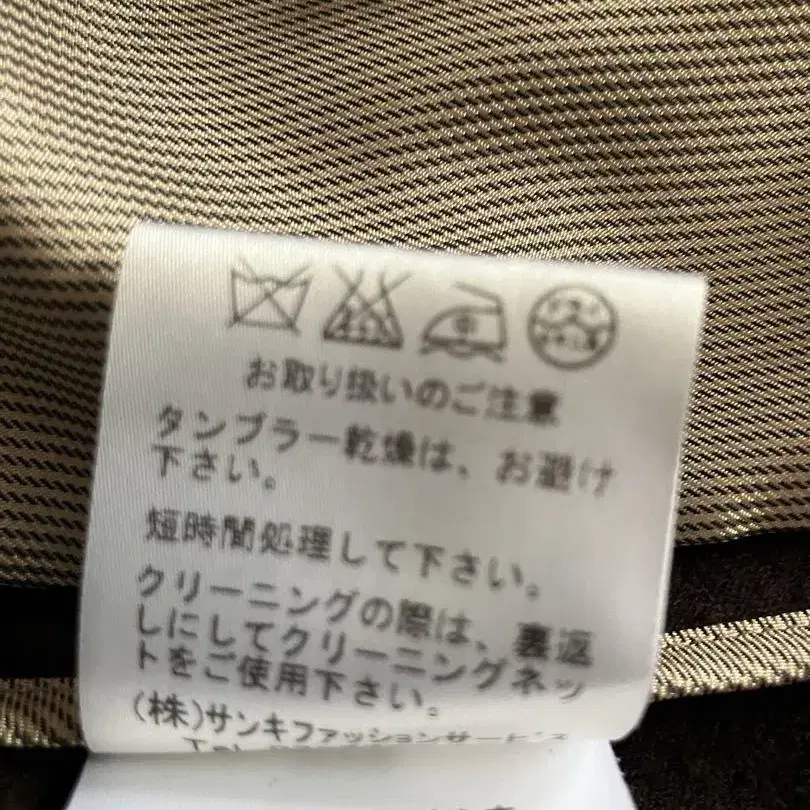 お取り扱いのご注意
タンブラー乾燥は、お避け
下さい。
短時間処理して下さい。
クリーニングの際は、裏返
しにしてクリーニングネッ
トをご使用下さい。
(株)サンキファッションサービス